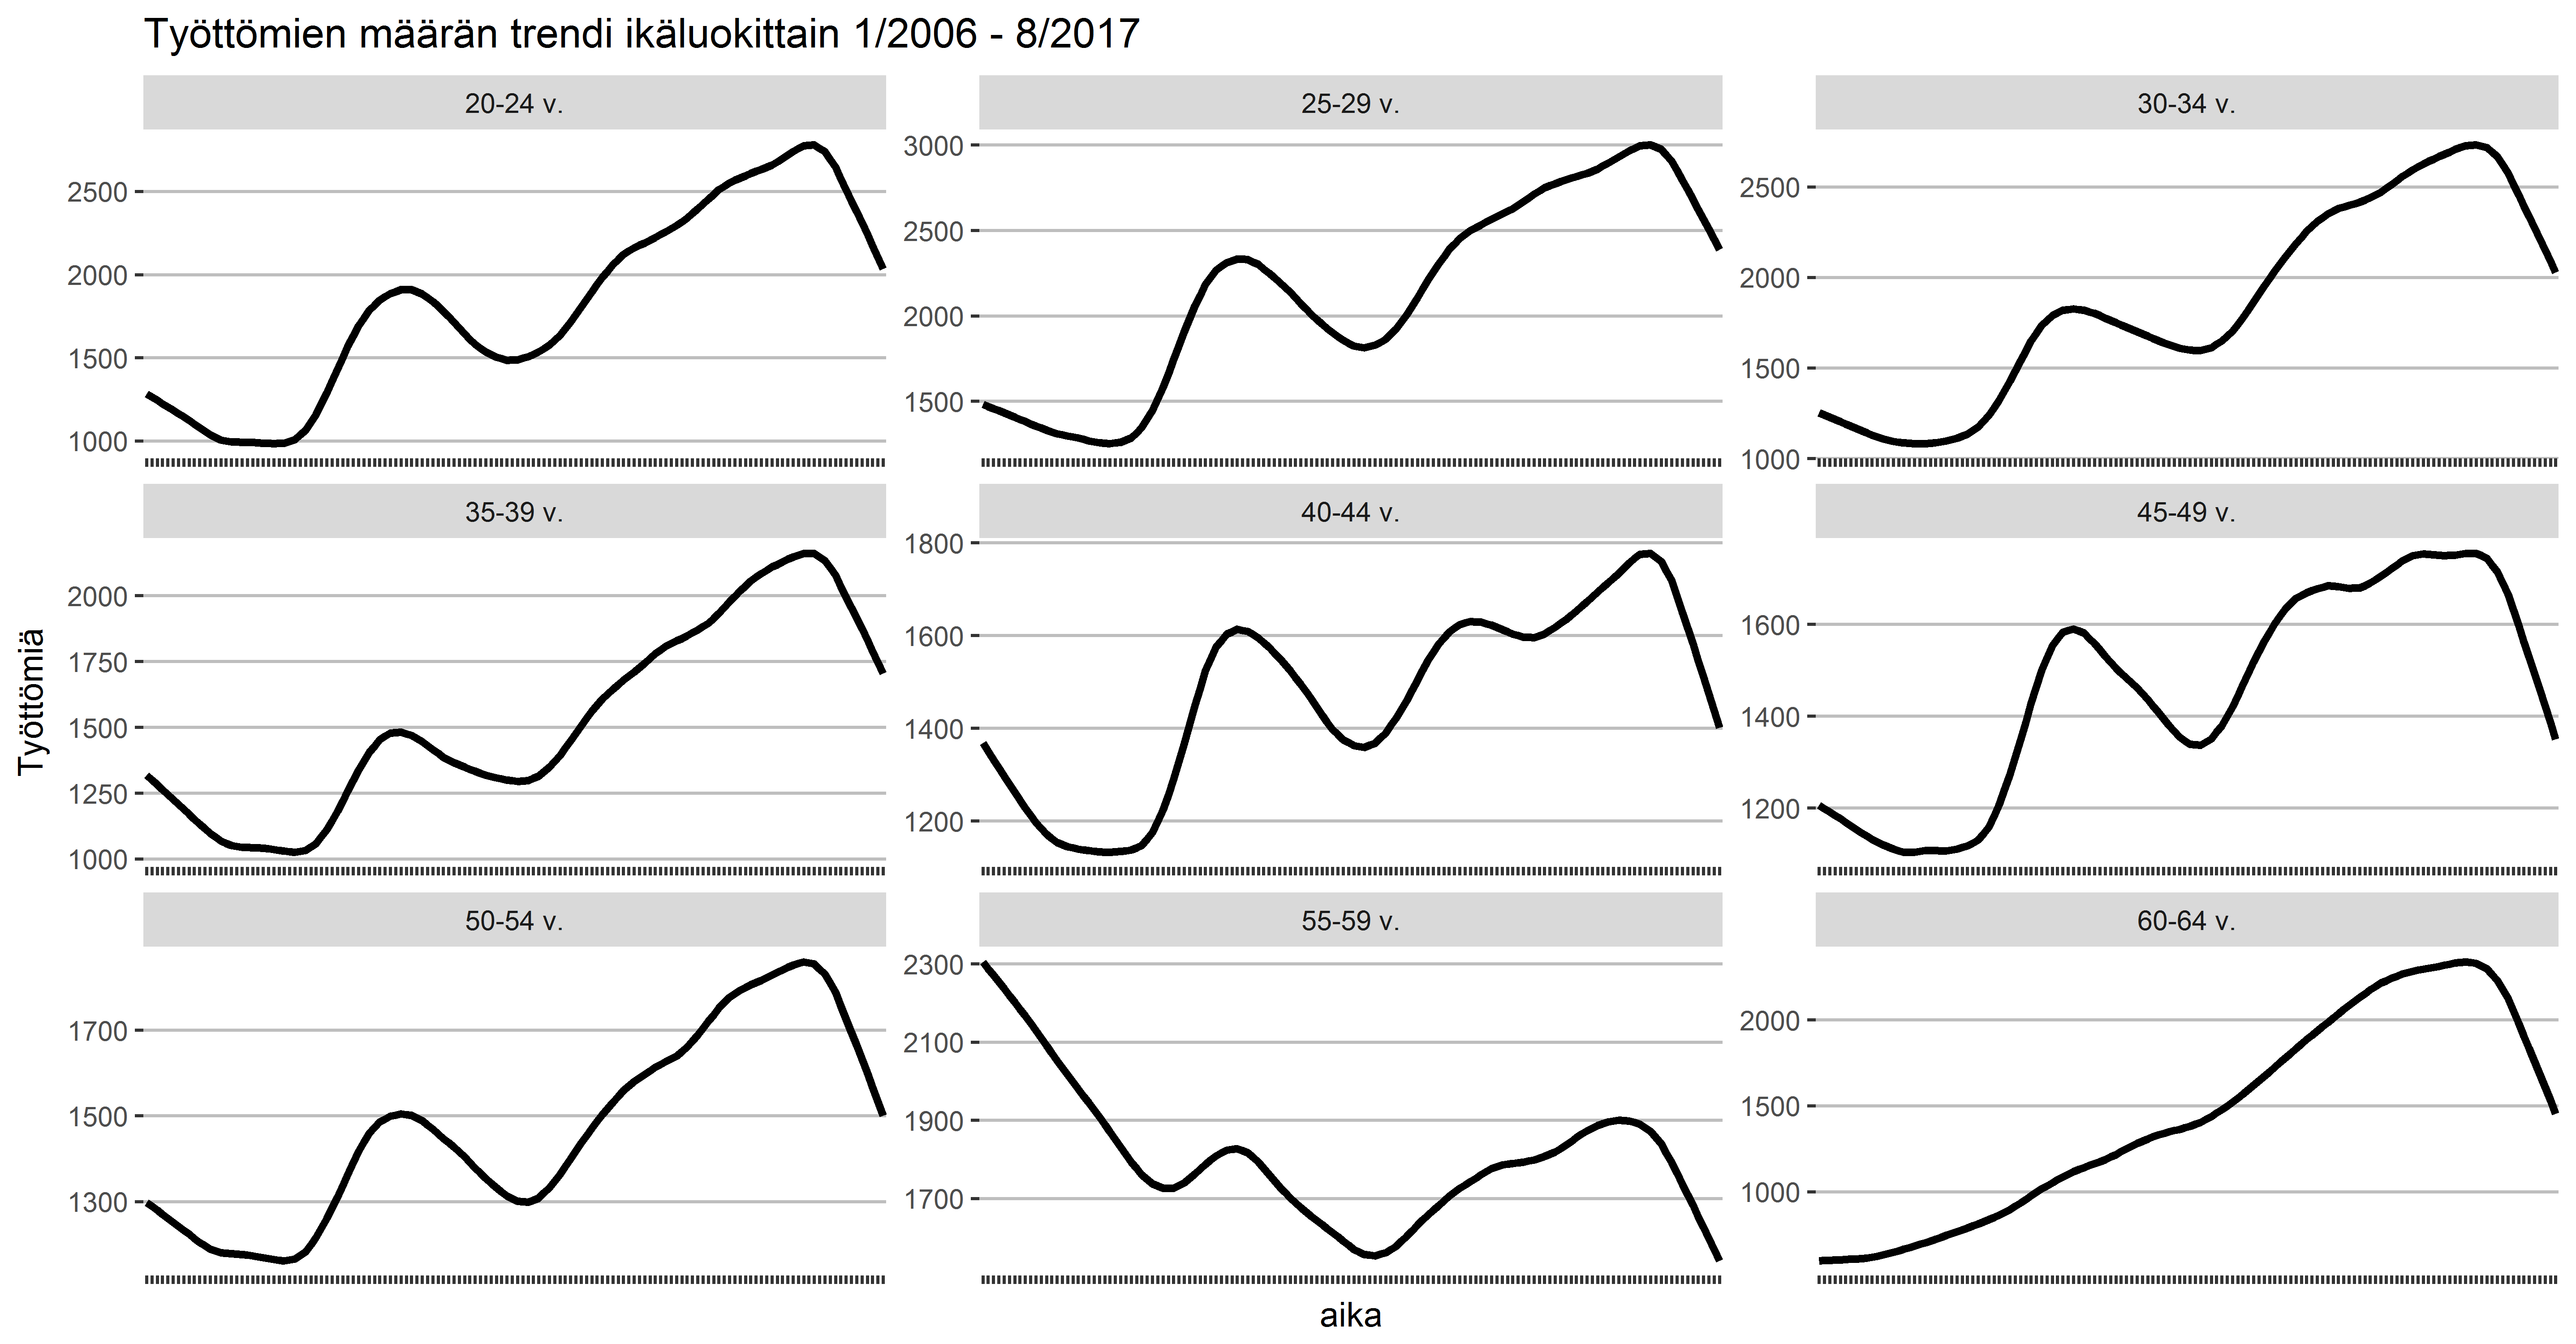 Työttömien määrän trendi ikäluokittain 1/2006 - 8/2017
20-24 v.
25-29 v.
30-34 v.
2500
2000
1500
1000
3000
2500
2000
1500
2500
2000
1500
1000
35-39 v.
40-44 v.
45-49 v.
2000
1750
1500
1250
1000
1800
1600
1400
1200
1600
1400
1200
50-54 v.
55-59 v.
60-64 v.
1700
1500
1300
2300
2100
1900
1700
2000
1500
1000
Työttömiä
aika